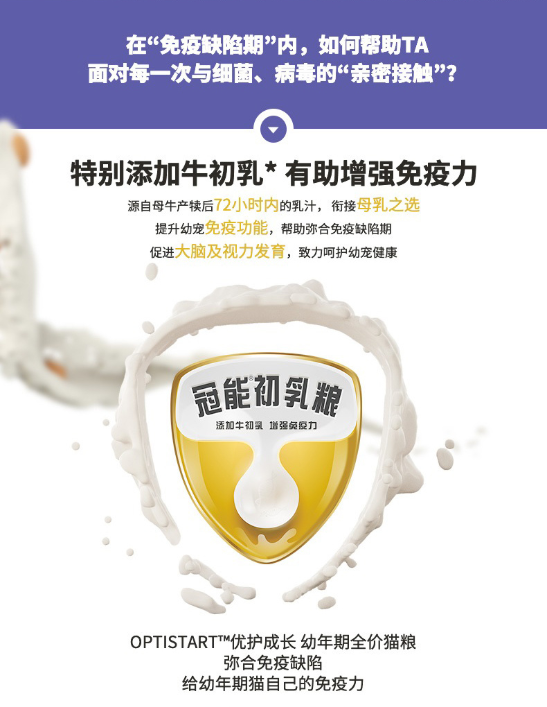 在“免疫缺陷期”内，如何帮助TA
面对每一次与细菌、病毒的“亲密接触”？
特别添加牛初乳* 有助增强免疫力
源自母牛产犊后72小时内的乳汁，衔接母乳之选
提升幼宠免疫功能，帮助弥合免疫缺陷期
促进大脑及视力发育，致力呵护幼宠健康
冠能®初乳粮
添加牛初乳 增强免疫力
OPTISTART™优护成长 幼年期全价猫粮
弥合免疫缺陷
给幼年期猫自己的免疫力